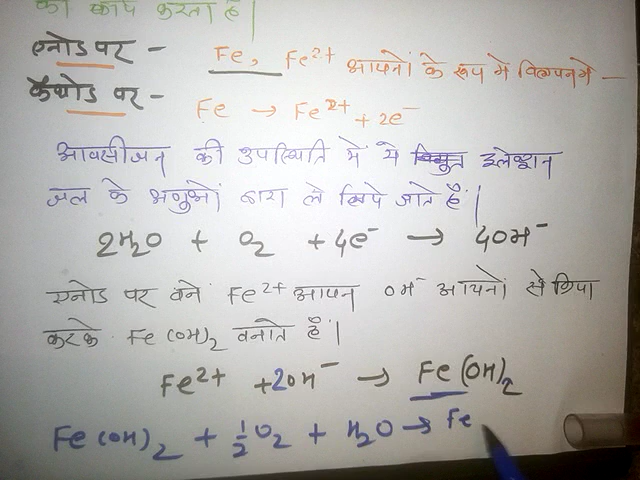 का कार्य करता है।
एनोड पर – Fe, Fe²⁺ आयनों के रूप में विलयन में –
कैथोड पर – Fe → Fe²⁺ + 2e⁻
आक्सीजन की उपस्थिति में ये इलेक्ट्रान
जल के अणुओं द्वारा ले लिये जाते हैं।
2H₂O + O₂ + 4e⁻ → 4OH⁻
एनोड पर बने Fe²⁺ आयन OH⁻ आयनों से क्रिया
करके Fe(OH)₂ बनाते हैं।
Fe²⁺ + 2OH⁻ → Fe(OH)₂
Fe(OH)₂ + ½O₂ + H₂O → Fe